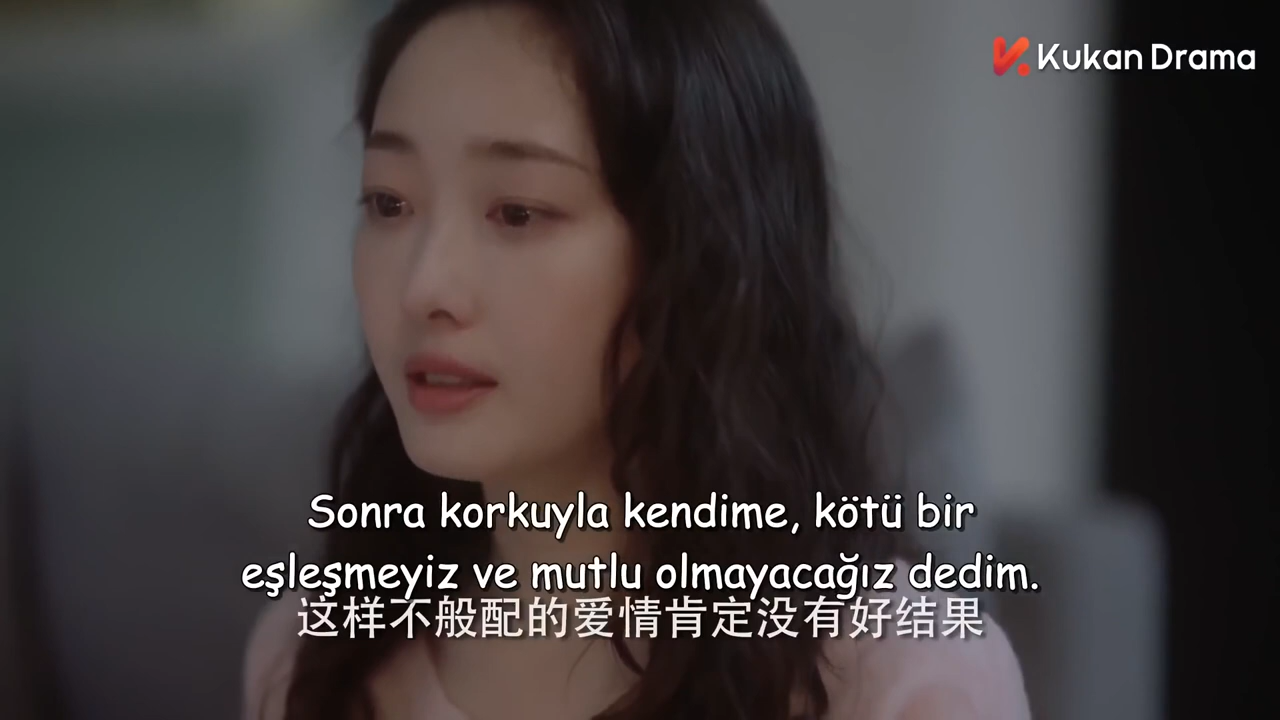 Kukan Drama
Sonra korkuyla kendime, kötü bir
eşleşmeyiz ve mutlu olmayacağız dedim.
这样不般配的爱情肯定没有好结果